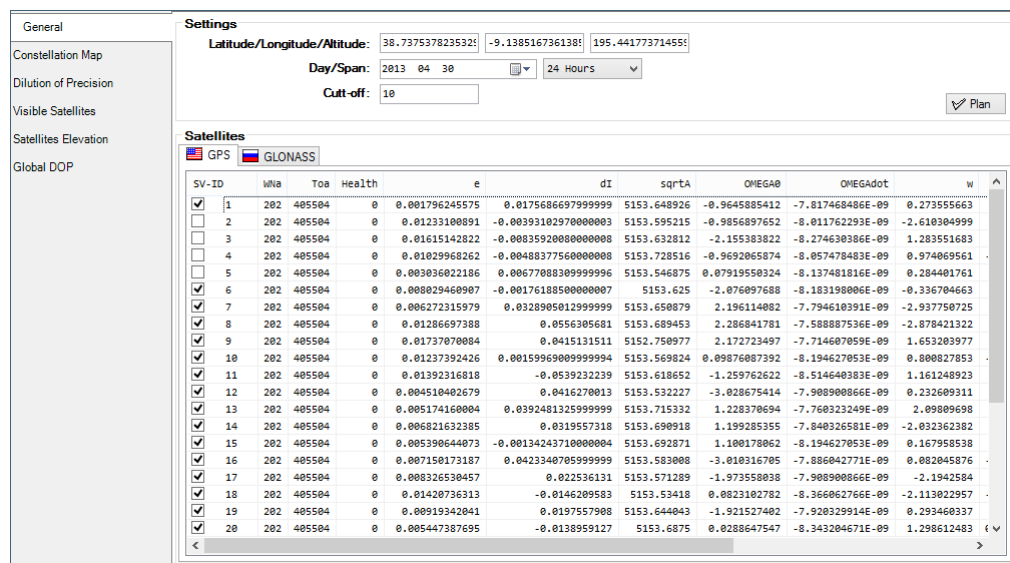 General
Constellation Map
Dilution of Precision
Visible Satellites
Satellites Elevation
Global DOP
Settings
Latitude/Longitude/Altitude: 38.7375378235329 -9.138516736138 195.4417737145
Day/Span: 2013 04 30 24 Hours
Cutt-off: 10
Plan
Satellites
GPS GLONASS
SV-ID WNa Toa Health e dI sqrtA OMEGA0 OMEGAdot w
1 202 405504 0 0.001796245575 0.0175686697999999 5153.648926 -0.9645885412 -7.817468486E-09 0.273555663
2 202 405504 0 0.01233100891 -0.00393102970000003 5153.595215 -0.9856897652 -8.011762293E-09 -2.610304999
3 202 405504 0 0.01615142822 -0.00835920080000008 5153.632812 -2.155383822 -8.274630386E-09 1.283551683
4 202 405504 0 0.01029968262 -0.00488377560000008 5153.728516 -0.9692065874 -8.057478483E-09 0.974069561
5 202 405504 0 0.003036022186 0.00677088309999996 5153.546875 0.07919550324 -8.137481816E-09 0.284401761
6 202 405504 0 0.008029460907 -0.00176188500000007 5153.625 -2.076097688 -8.183198006E-09 -0.336704663
7 202 405504 0 0.006272315979 0.0328905012999999 5153.650879 2.196114082 -7.794610391E-09 -2.937750725
8 202 405504 0 0.01286697388 0.0556305681 5153.689453 2.286841781 -7.588887536E-09 -2.878421322
9 202 405504 0 0.01737070084 0.0415131511 5152.750977 2.172723497 -7.714607059E-09 1.653203977
10 202 405504 0 0.01237392426 0.00159969009999994 5153.569824 0.09876087392 -8.194627053E-09 0.800827853
11 202 405504 0 0.01392316818 -0.0539232239 5153.618652 -1.259762622 -8.514640383E-09 1.161248923
12 202 405504 0 0.004510402679 0.0416270013 5153.532227 -3.028675414 -7.908900866E-09 0.232609311
13 202 405504 0 0.005174160004 0.0392481325999999 5153.715332 1.228370694 -7.760323249E-09 2.09809698
14 202 405504 0 0.006821632385 0.0319557318 5153.690918 1.199285355 -7.840326581E-09 -2.032362382
15 202 405504 0 0.005390644073 -0.00134243710000004 5153.692871 1.100178062 -8.194627053E-09 0.167958538
16 202 405504 0 0.007150173187 0.0423340705999999 5153.583008 -3.010316705 -7.886042771E-09 0.082045876
17 202 405504 0 0.008326530457 0.022536131 5153.571289 -1.973558038 -7.908900866E-09 -2.1942584
18 202 405504 0 0.01420736313 -0.0146209583 5153.53418 0.0823102782 -8.366062766E-09 -2.113022957
19 202 405504 0 0.00919342041 0.0197557908 5153.644043 -1.921527402 -7.920329914E-09 0.293460337
20 202 405504 0 0.005447387695 -0.0138959127 5153.6875 0.0288647547 -8.343204671E-09 1.298612483